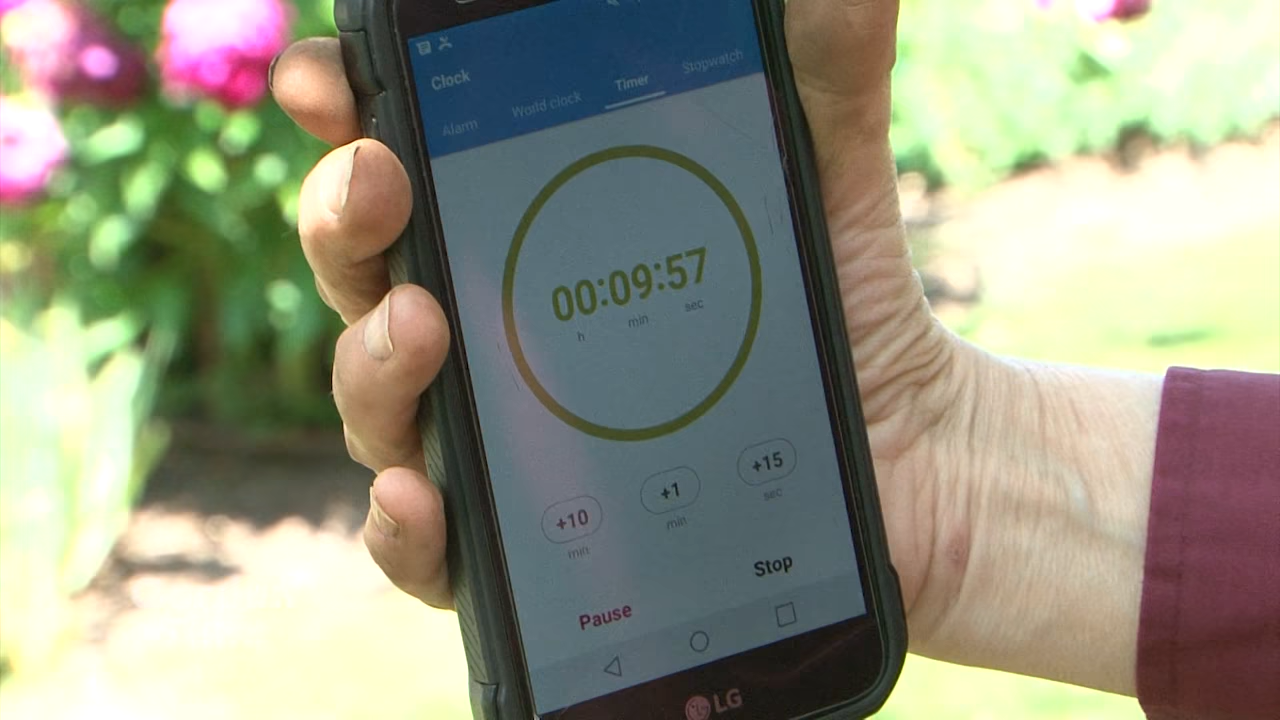 Clock
Alarm World clock Timer Stopwatch
00:09:57
h min sec
+10 +1 +15
min min sec
Pause Stop
LG